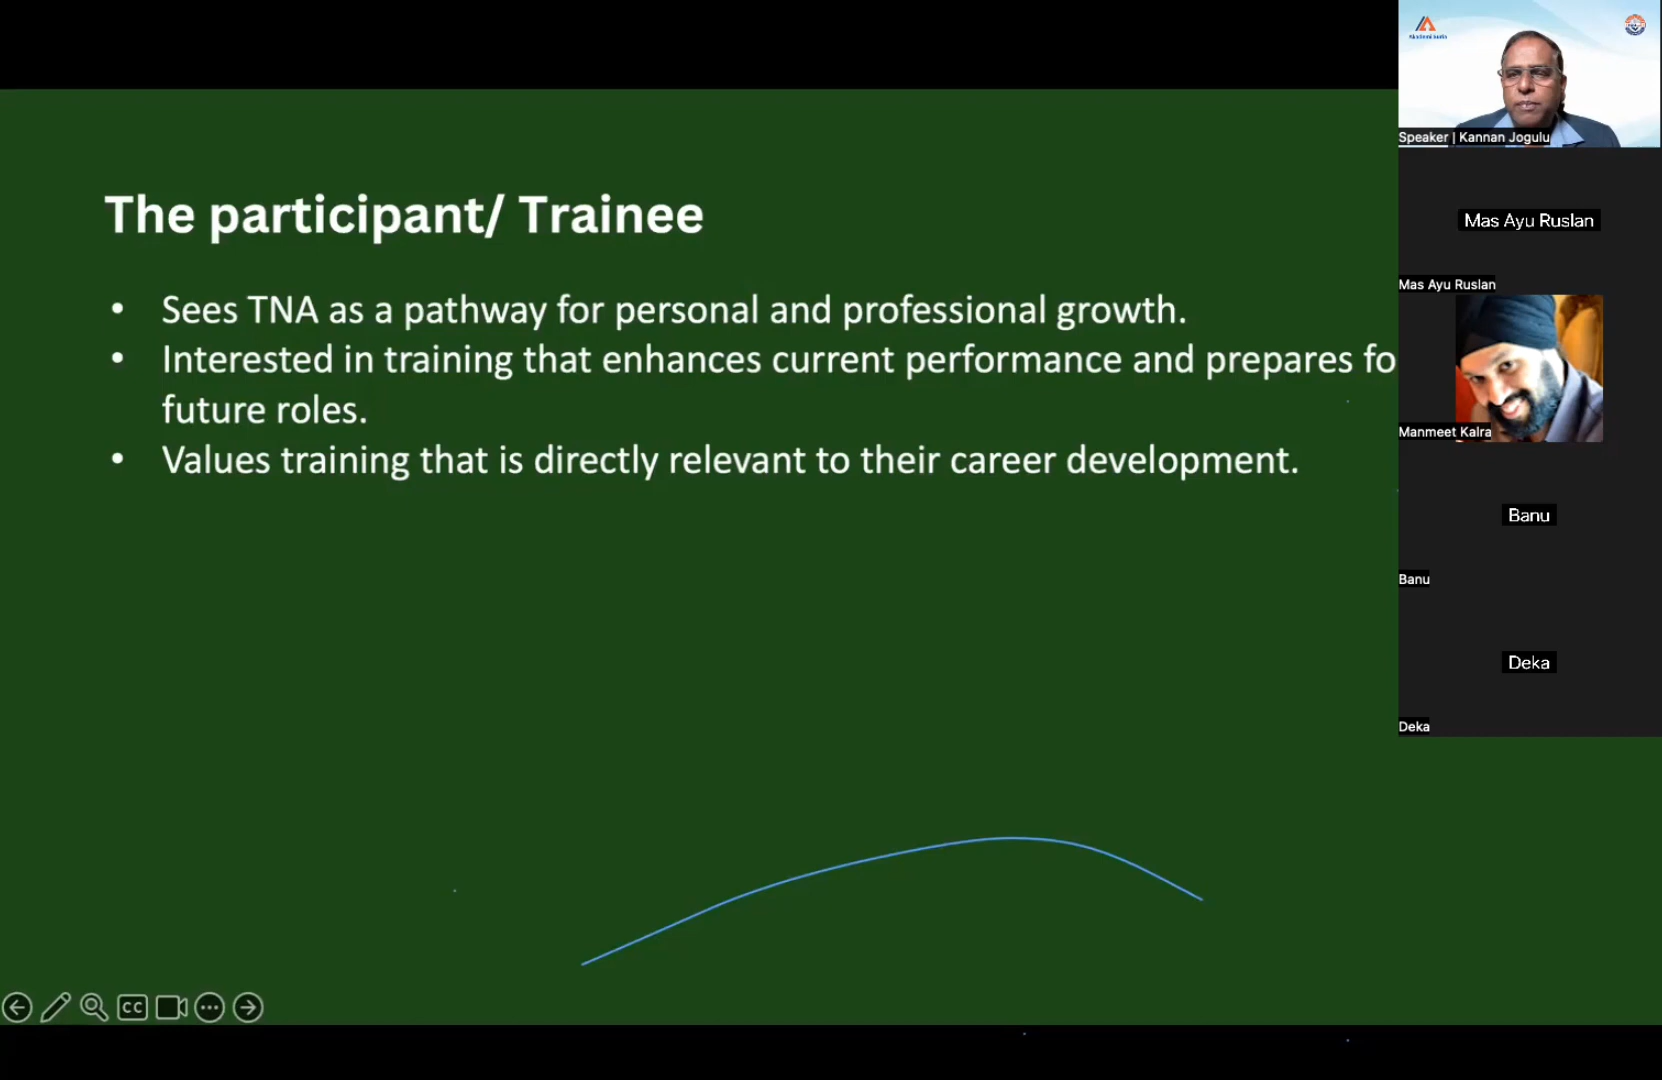 The participant/ Trainee
• Sees TNA as a pathway for personal and professional growth.
• Interested in training that enhances current performance and prepares fo
future roles.
• Values training that is directly relevant to their career development.
CC
Speaker | Kannan Jogulu
Mas Ayu Ruslan
Mas Ayu Ruslan
Manmeet Kalra
Banu
Banu
Deka
Deka